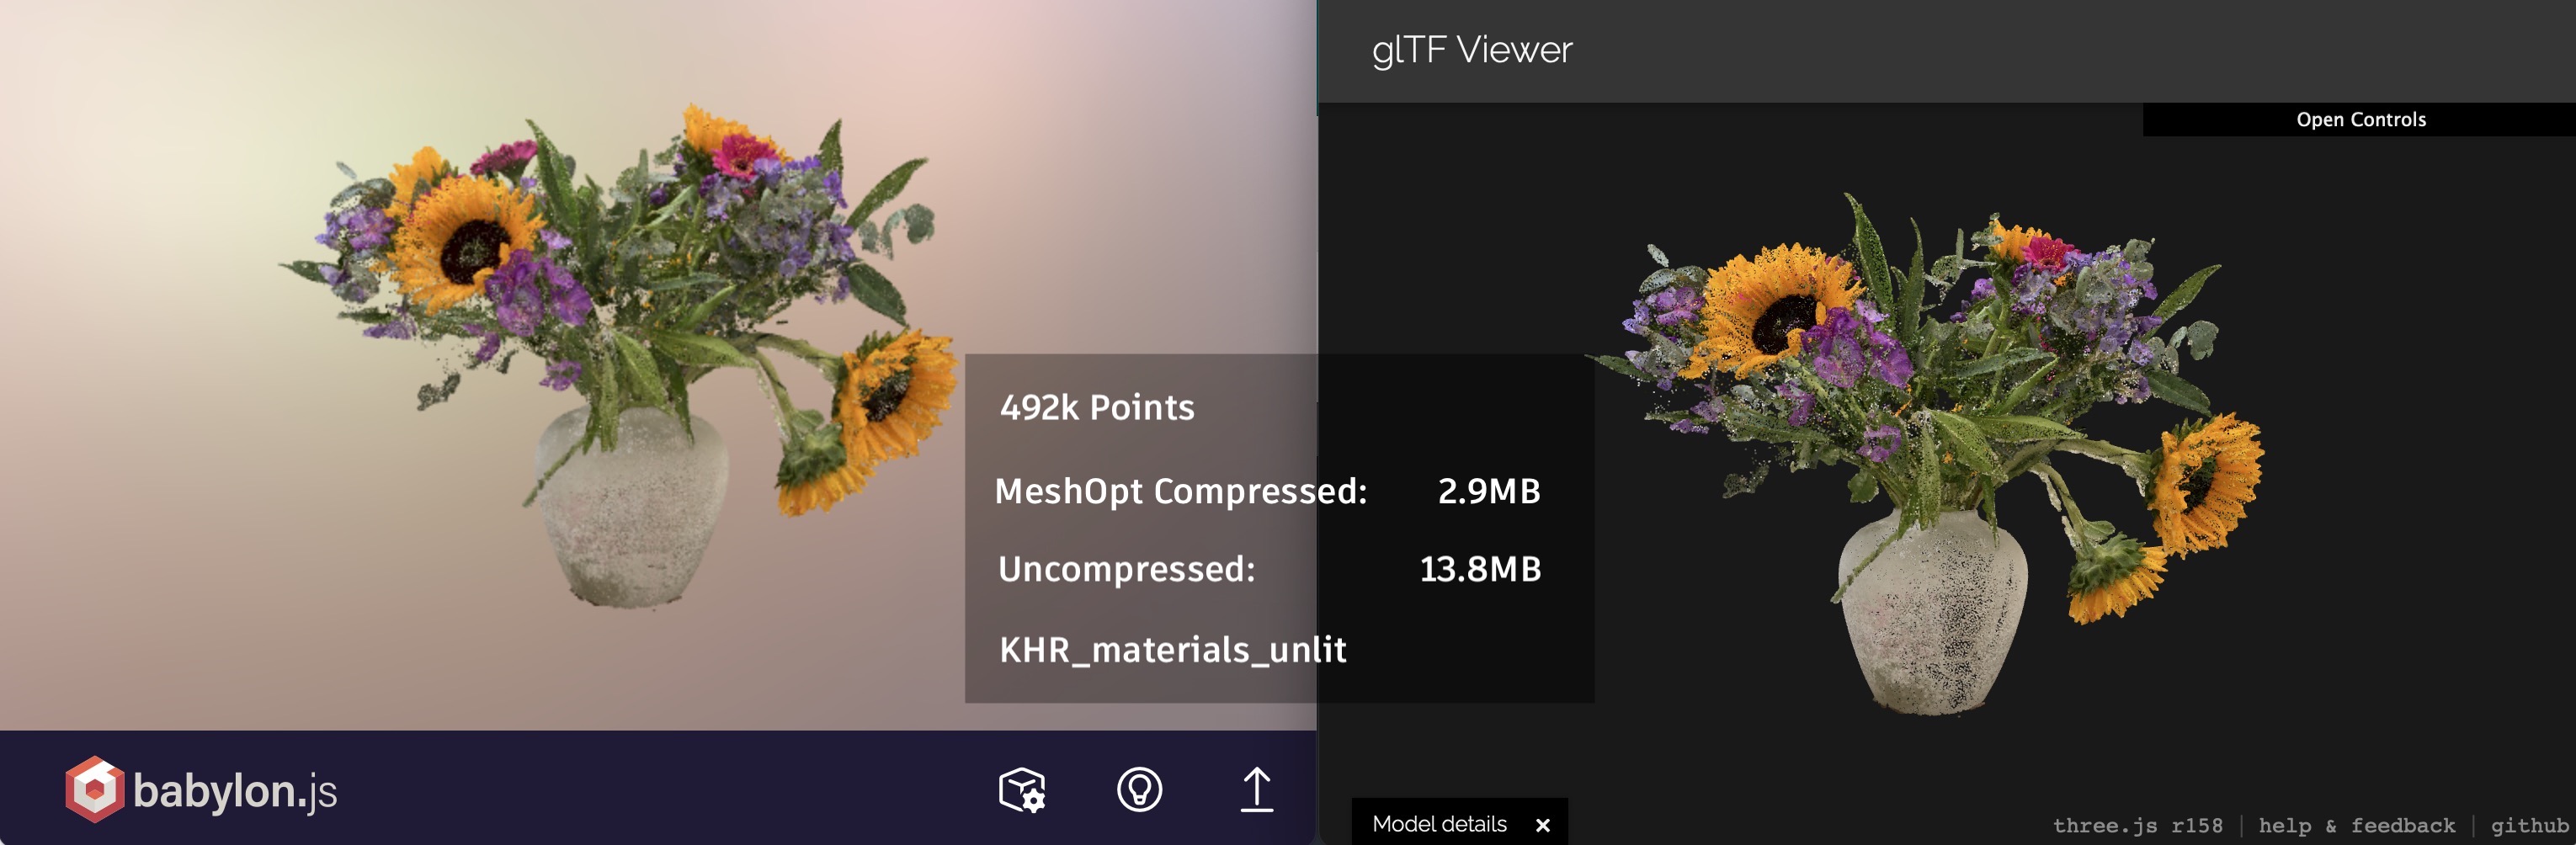 glTF Viewer
Open Controls
492k Points
MeshOpt Compressed: 2.9MB
Uncompressed: 13.8MB
KHR_materials_unlit
babylon.js
Model details ×
three.js r158 | help & feedback | github